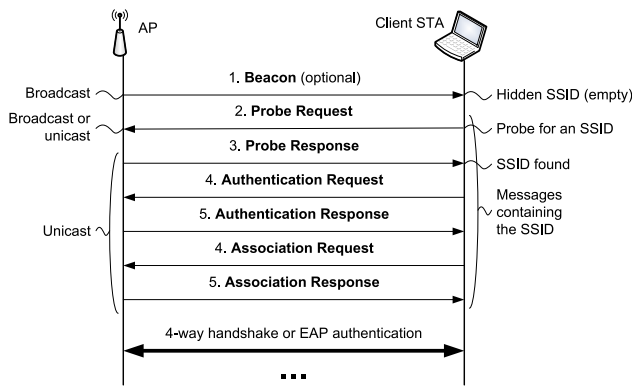 AP
Client STA
1. Beacon (optional)
Broadcast
Hidden SSID (empty)
2. Probe Request
Broadcast or
unicast
Probe for an SSID
3. Probe Response
SSID found
4. Authentication Request
5. Authentication Response
Unicast
Messages
containing
the SSID
4. Association Request
5. Association Response
4-way handshake or EAP authentication
...